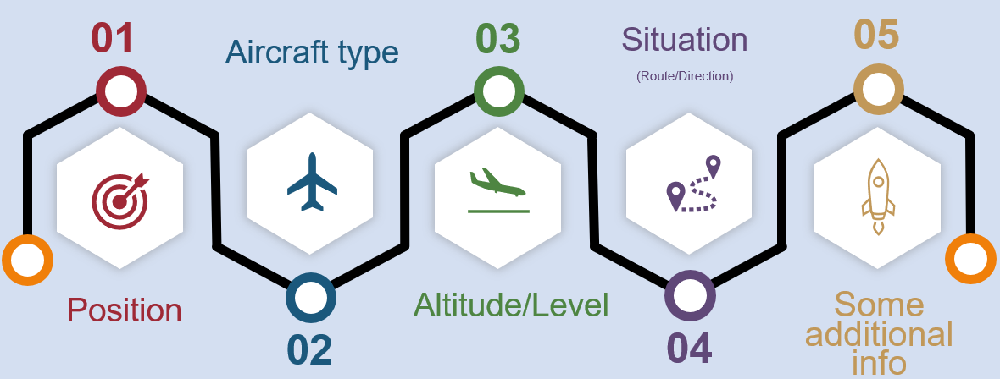 01
Position
Aircraft type
02
03
Altitude/Level
Situation
(Route/Direction)
04
05
Some
additional
info